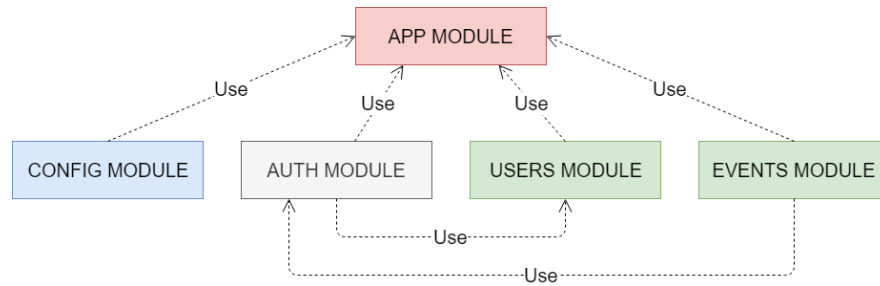 APP MODULE
Use
Use
Use
Use
CONFIG MODULE
AUTH MODULE
USERS MODULE
EVENTS MODULE
Use
Use